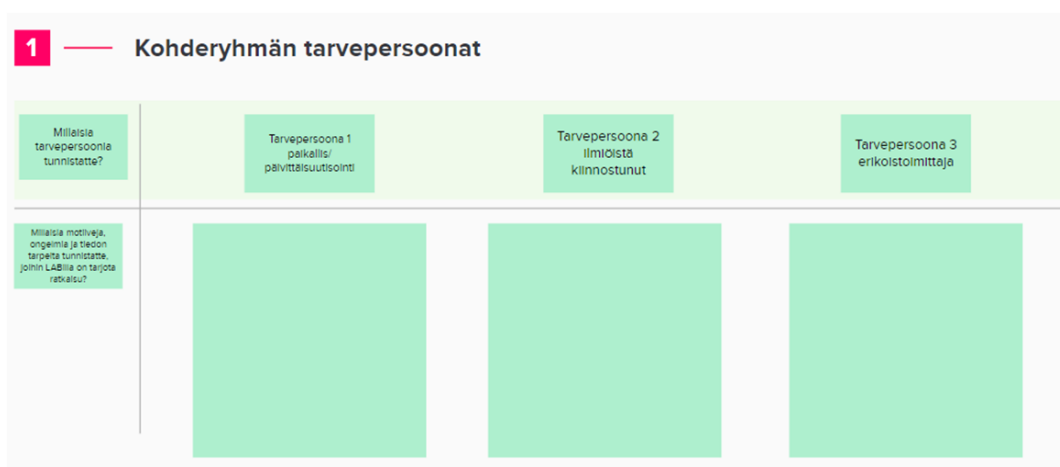 1
Kohderyhmän tarvepersoonat
Millaisia
tarvepersoonia
tunnistatte?
Tarvepersoona 1
paikallis/
päivittäisuutisointi
Tarvepersoona 2
ilmiöistä
kiinnostunut
Tarvepersoona 3
erikoistoimittaja
Millaisia motiiveja,
ongelmia ja tiedon
tarpeita tunnistatte,
joihin LABilla on tarjota
ratkaisu?